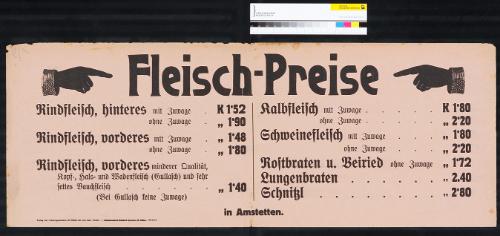 Fleisch-Preise
Rindfleisch, hinteres mit Zuwage K 1'52
ohne Zuwage „ 1'90
Rindfleisch, vorderes mit Zuwage „ 1'48
ohne Zuwage „ 1'80
Rindfleisch, vorderes minderer Qualität,
Kopf-, Hals- und Wadenfleisch (Gullasch) und sehr
fettes Bauchfleisch „ 1'40
(Bei Gullasch keine Zuwage)
Kalbfleisch mit Zuwage . . . . . K 1'80
ohne Zuwage . . . . . „ 2'20
Schweinefleisch mit Zuwage . . . „ 1'80
ohne Zuwage . . . „ 2'20
Rostbraten u. Beiried ohne Zuwage „ 1'72
Lungenbraten . . . . . „ 2.40
Schnitzl . . . . . „ 2'80
in Amstetten.